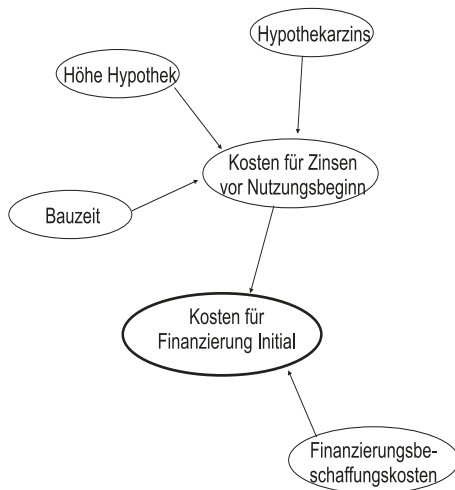 Hypothekarzins
Höhe Hypothek
Kosten für Zinsen
vor Nutzungsbeginn
Bauzeit
Kosten für
Finanzierung Initial
Finanzierungsbe-
schaffungskosten